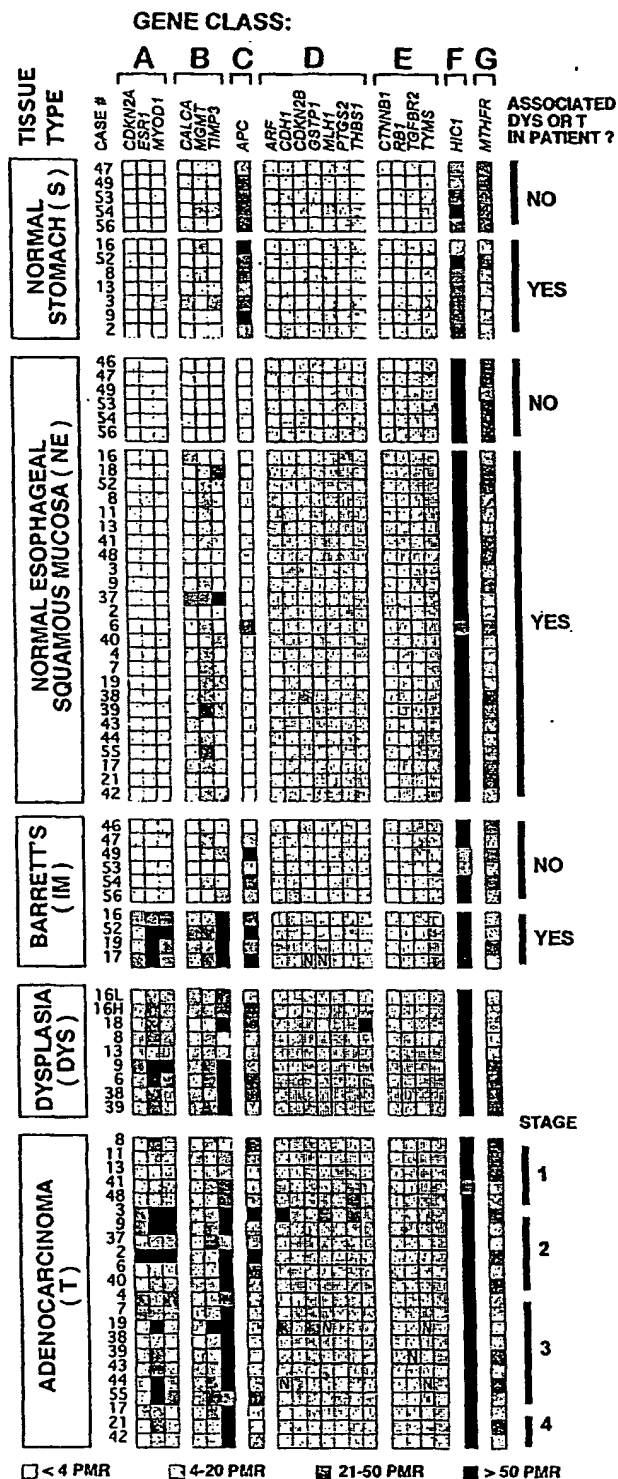 GENE CLASS:
A B C D E F G
TISSUE TYPE
CASE #
CDKN2A
ESR1
MYOD1
CALCA
MGMT
TIMP3
APC
ARF
CDH1
CDKN2B
GSTP1
MLH1
PTGS2
THBS1
CTNNB1
RB1
TGFBR2
TYMS
HIC1
MTHFR
ASSOCIATED
DYS OR T
IN PATIENT ?
NORMAL
STOMACH ( S )
47
49
53
54
56
NO
16
52
8
13
3
9
2
YES
NORMAL ESOPHAGEAL
SQUAMOUS MUCOSA ( NE )
46
47
49
53
54
56
NO
16
18
52
8
11
13
41
48
3
9
37
2
6
40
4
7
19
38
39
43
44
55
17
21
42
YES
BARRETT'S
(IM)
46
47
49
53
54
56
NO
16
52
19
17
N N
YES
DYSPLASIA
(DYS)
16L
16H
18
8
13
9
6
38
39
STAGE
ADENOCARCINOMA
( T )
8
11
13
41
48
1
3
9
37
2
6
40
2
4
7
19
38
39
43
44
55
3
17
21
42
4
< 4 PMR 4-20 PMR 21-50 PMR > 50 PMR